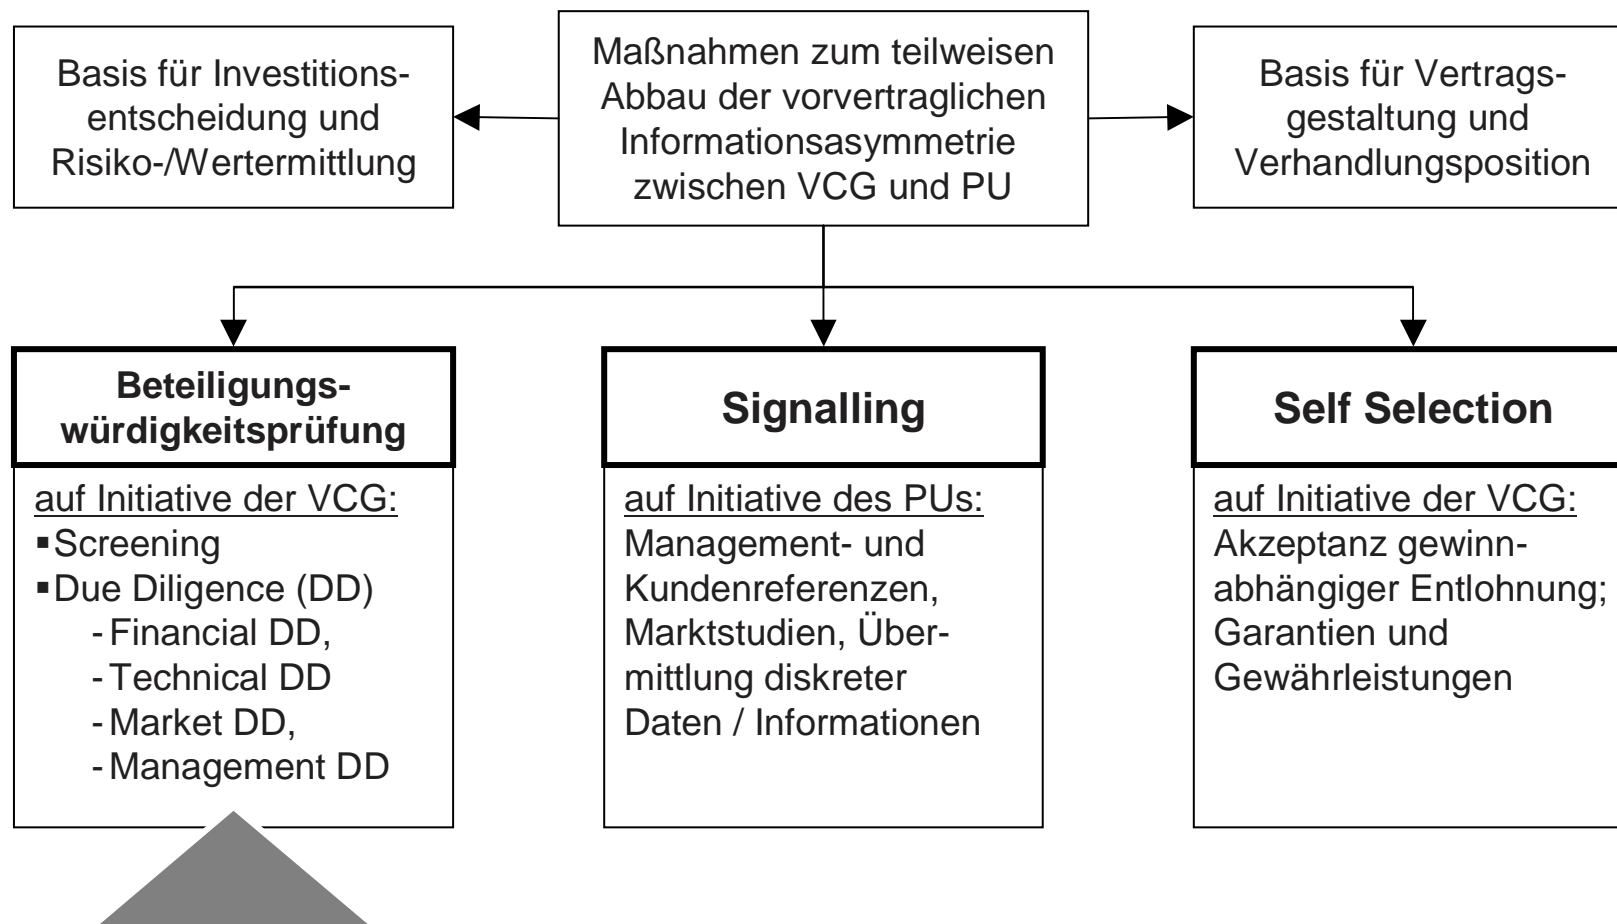 Basis für Investitions-
entscheidung und
Risiko-/Wertermittlung
Maßnahmen zum teilweisen
Abbau der vorvertraglichen
Informationsasymmetrie
zwischen VCG und PU
Basis für Vertrags-
gestaltung und
Verhandlungsposition
Beteiligungs-
würdigkeitsprüfung
auf Initiative der VCG:
▪Screening
▪Due Diligence (DD)
- Financial DD,
- Technical DD
- Market DD,
- Management DD
Signalling
auf Initiative des PUs:
Management- und
Kundenreferenzen,
Marktstudien, Über-
mittlung diskreter
Daten / Informationen
Self Selection
auf Initiative der VCG:
Akzeptanz gewinn-
abhängiger Entlohnung;
Garantien und
Gewährleistungen